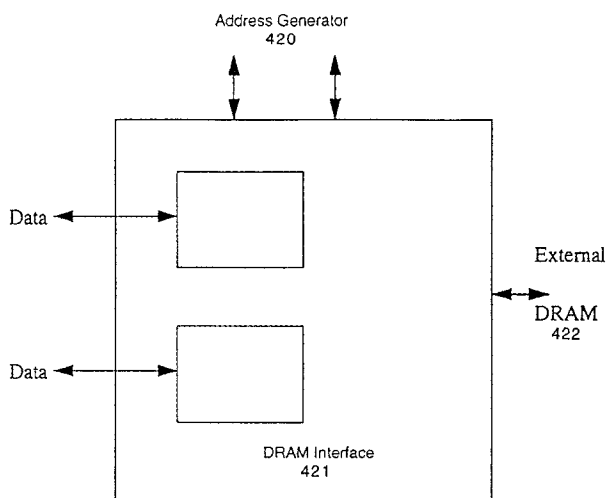 Address Generator
420
Data
External
DRAM
422
Data
DRAM Interface
421